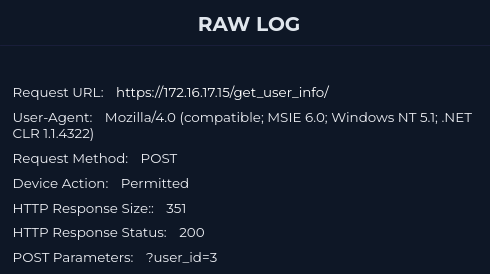 RAW LOG
Request URL: https://172.16.17.15/get_user_info/
User-Agent: Mozilla/4.0 (compatible; MSIE 6.0; Windows NT 5.1; .NET
CLR 1.1.4322)
Request Method: POST
Device Action: Permitted
HTTP Response Size:: 351
HTTP Response Status: 200
POST Parameters: ?user_id=3